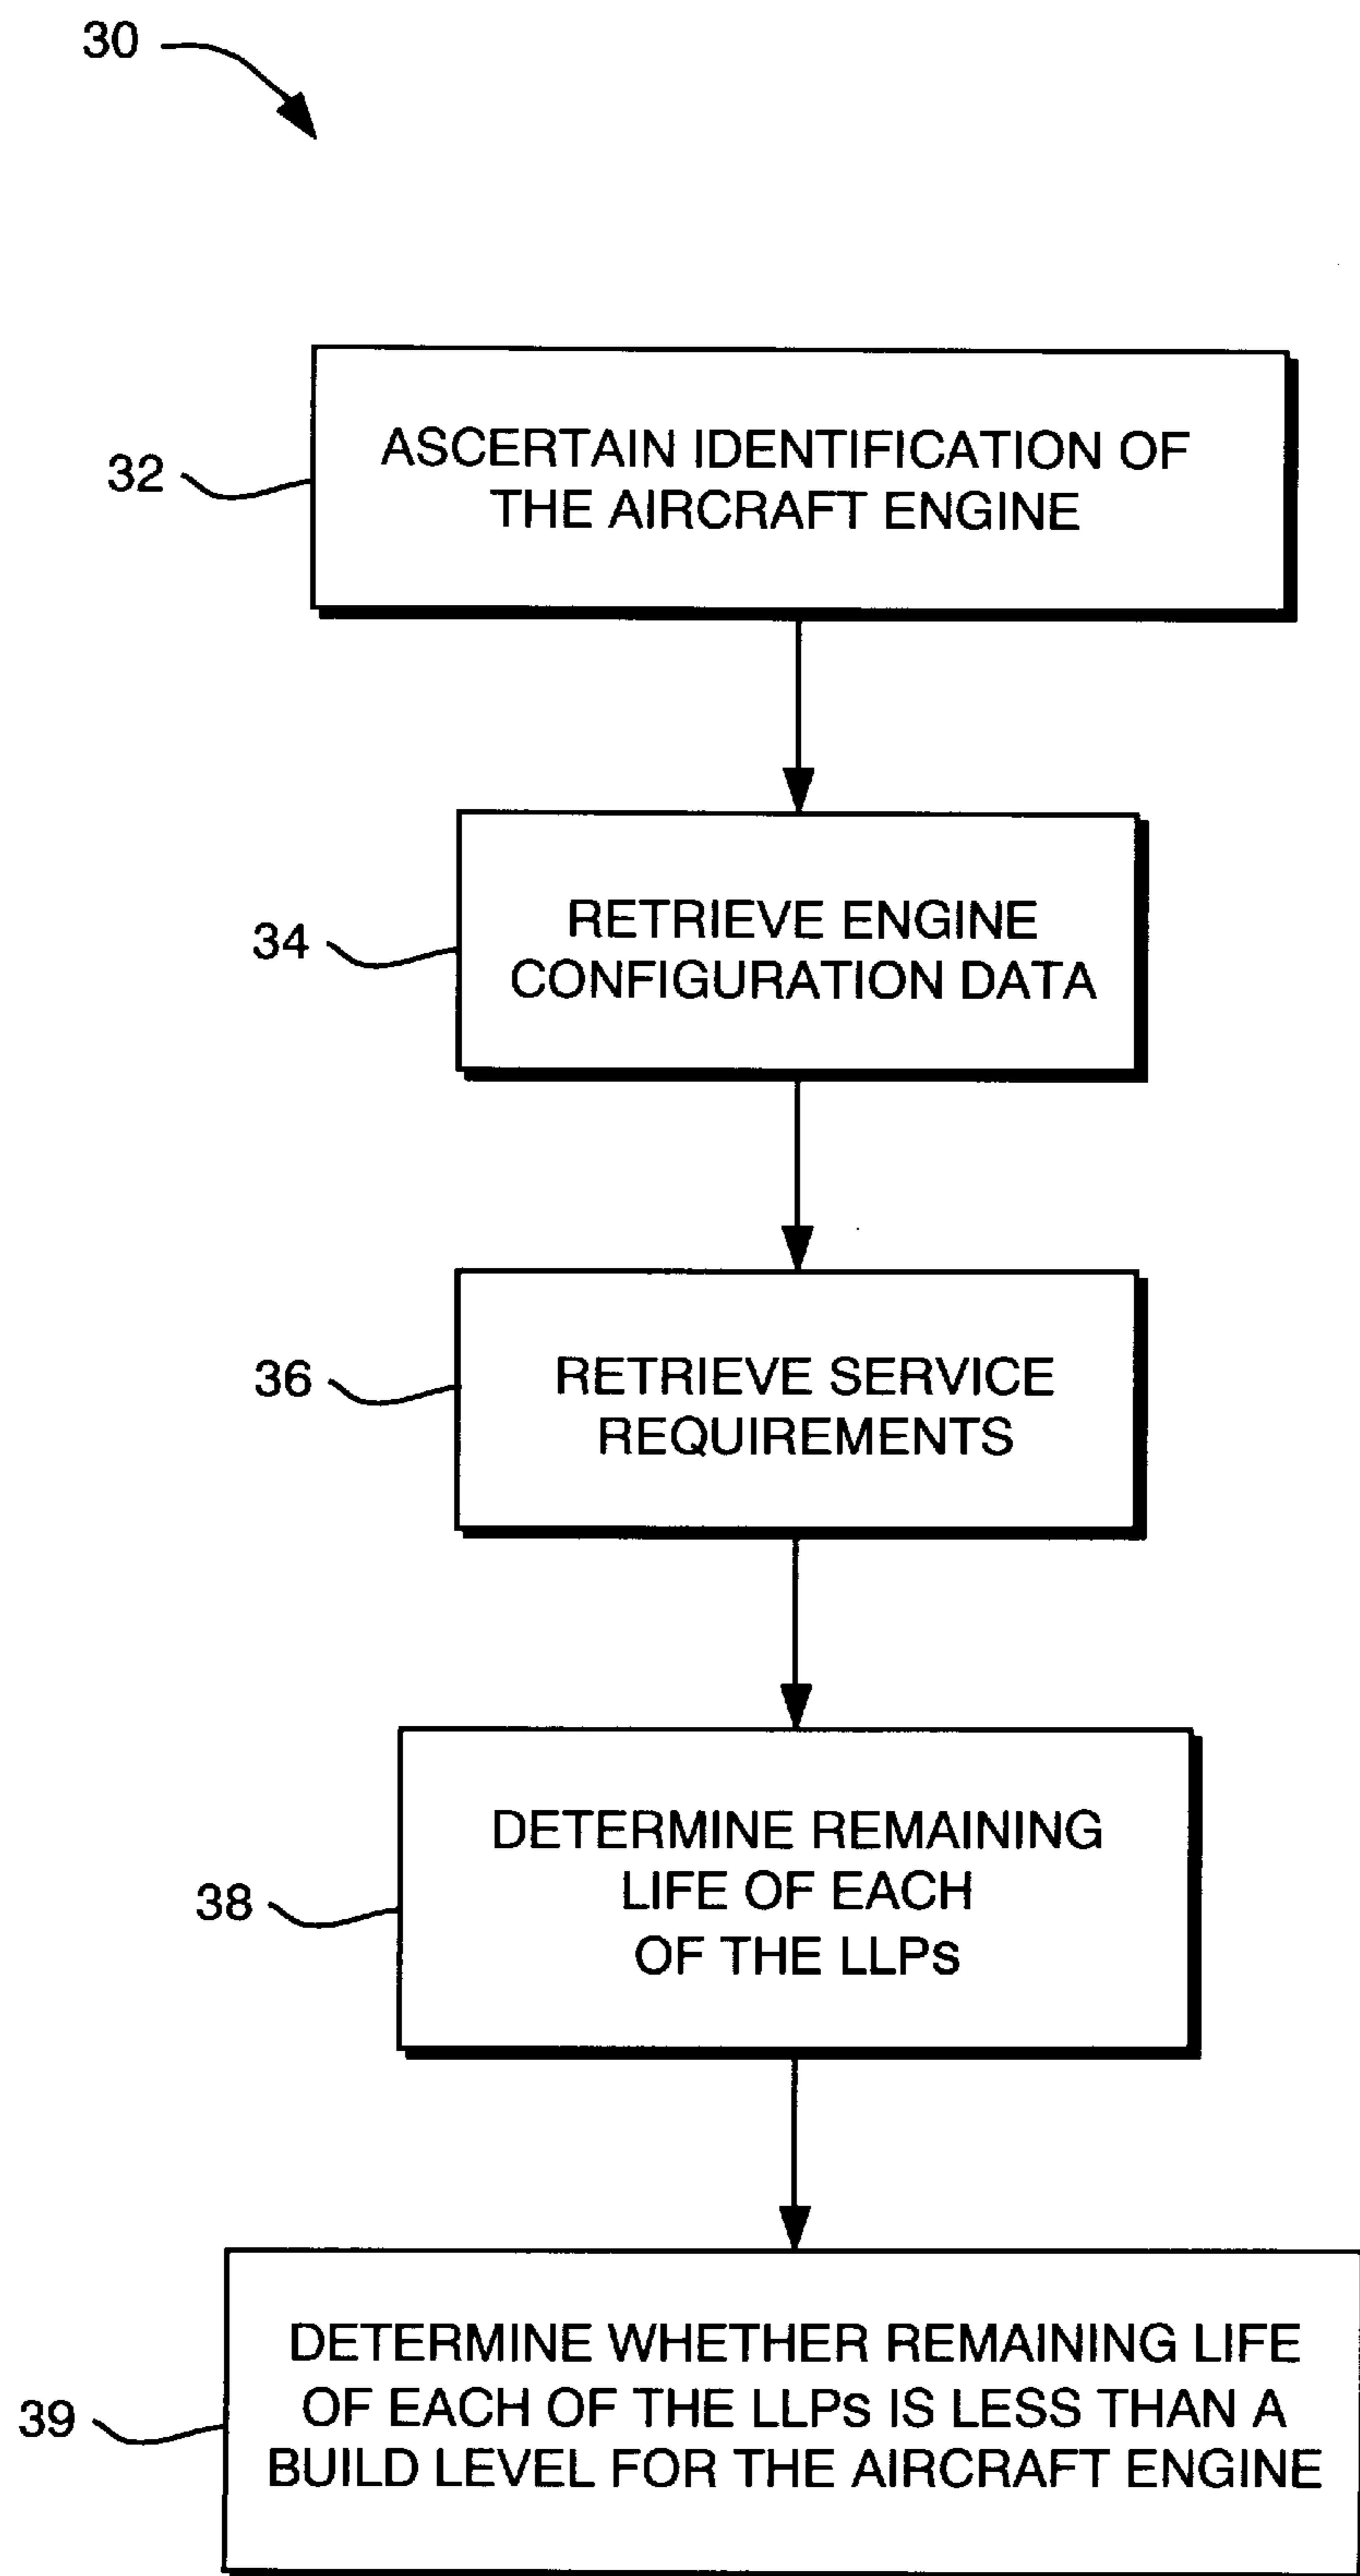 30
32
ASCERTAIN IDENTIFICATION OF
THE AIRCRAFT ENGINE
34
RETRIEVE ENGINE
CONFIGURATION DATA
36
RETRIEVE SERVICE
REQUIREMENTS
38
DETERMINE REMAINING
LIFE OF EACH
OF THE LLPs
39
DETERMINE WHETHER REMAINING LIFE
OF EACH OF THE LLPs IS LESS THAN A
BUILD LEVEL FOR THE AIRCRAFT ENGINE